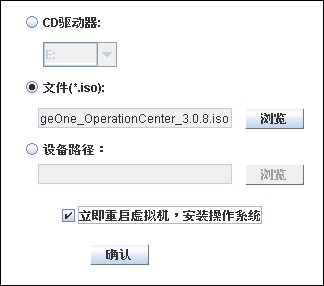 CD驱动器:
E:
文件(*.iso):
geOne_OperationCenter_3.0.8.iso 浏览
设备路径：
浏览
立即重启虚拟机，安装操作系统
确认